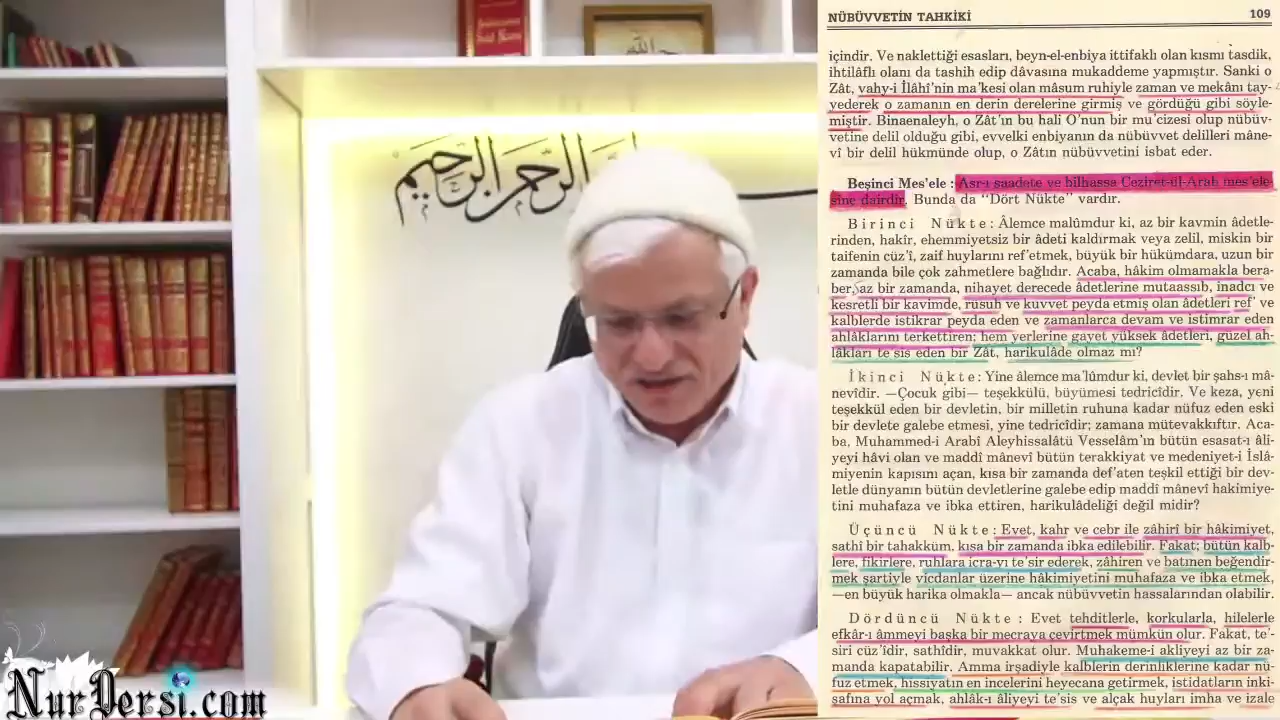 بسم الله الرحمن الرحيم
NurDersi.com
NÜBÜVVETİN TAHKİKİ 109
içindir. Ve naklettiği esasları, beyn-el-enbiya ittifaklı olan kısmı tasdik,
ihtilâflı olanı da tashih edip dâvasına mukaddeme yapmıştır. Sanki o
Zât, vahy-i İlâhî'nin ma'kesi olan mâsum ruhiyle zaman ve mekânı tay-
yederek o zamanın en derin derelerine girmiş ve gördüğü gibi söyle-
miştir. Binaenaleyh, o Zât'ın bu hali O'nun bir mu'cizesi olup nübüv-
vetine delil olduğu gibi, evvelki enbiyanın da nübüvvet delilleri mâne-
vî bir delil hükmünde olup, o Zâtın nübüvvetini isbat eder.
Beşinci Mes'ele : Asr-ı saadete ve bilhassa Ceziret-ül-Arab mes'ele-
sine dairdir. Bunda da "Dört Nükte" vardır.
Birinci Nükte : Âlemce malûmdur ki, az bir kavmin âdetle-
rinden, hakîr, ehemmiyetsiz bir âdeti kaldırmak veya zelil, miskin bir
taifenin cüz'î, zaif huylarını ref'etmek, büyük bir hükümdara, uzun bir
zamanda bile çok zahmetlere bağlıdır. Acaba, hâkim olmamakla bera-
ber, az bir zamanda, nihayet derecede âdetlerine mutaassıb, inadcı ve
kesretli bir kavimde, rüsuh ve kuvvet peyda etmiş olan âdetleri ref' ve
kalblerde istikrar peyda eden ve zamanlarca devam ve istimrar eden
ahlâklarını terkettiren; hem yerlerine gayet yüksek âdetleri, güzel ah-
lâkları te'sis eden bir Zât, harikulâde olmaz mı?
İkinci Nükte : Yine âlemce ma'lûmdur ki, devlet bir şahs-ı mâ-
nevîdir. —Çocuk gibi— teşekkülü, büyümesi tedricîdir. Ve keza, yeni
teşekkül eden bir devletin, bir milletin ruhuna kadar nüfuz eden eski
bir devlete galebe etmesi, yine tedricîdir; zamana mütevakkıftır. Aca-
ba, Muhammed-i Arabî Aleyhissalâtü Vesselâm'ın bütün esasat-ı âli-
yeyi hâvi olan ve maddî mânevî bütün terakkiyat ve medeniyet-i İslâ-
miyenin kapısını açan, kısa bir zamanda def'aten teşkil ettiği bir dev-
letle dünyanın bütün devletlerine galebe edip maddî mânevî hakimiye-
tini muhafaza ve ibka ettiren, harikulâdeliği değil midir?
Üçüncü Nükte : Evet, kahr ve cebr ile zâhirî bir hâkimiyet,
sathî bir tahakküm, kısa bir zamanda ibka edilebilir. Fakat; bütün kalb-
lere, fikirlere, ruhlara icra-yı te'sir ederek, zâhiren ve batınen beğendir-
mek şartiyle vicdanlar üzerine hâkimiyetini muhafaza ve ibka etmek,
—en büyük harika olmakla— ancak nübüvvetin hassalarından olabilir.
Dördüncü Nükte : Evet tehditlerle, korkularla, hilelerle
efkâr-ı âmmeyi başka bir mecraya çevirtmek mümkün olur. Fakat, te'-
siri cüz'îdir, sathîdir, muvakkat olur. Muhakeme-i akliyeyi az bir za-
manda kapatabilir. Amma irşadiyle kalblerin derinliklerine kadar nü-
fuz etmek, hissiyatın en incelerini heyecana getirmek, istidatların inki-
şafına yol açmak, ahlâk-ı âliyeyi te'sis ve alçak huyları imha ve izale